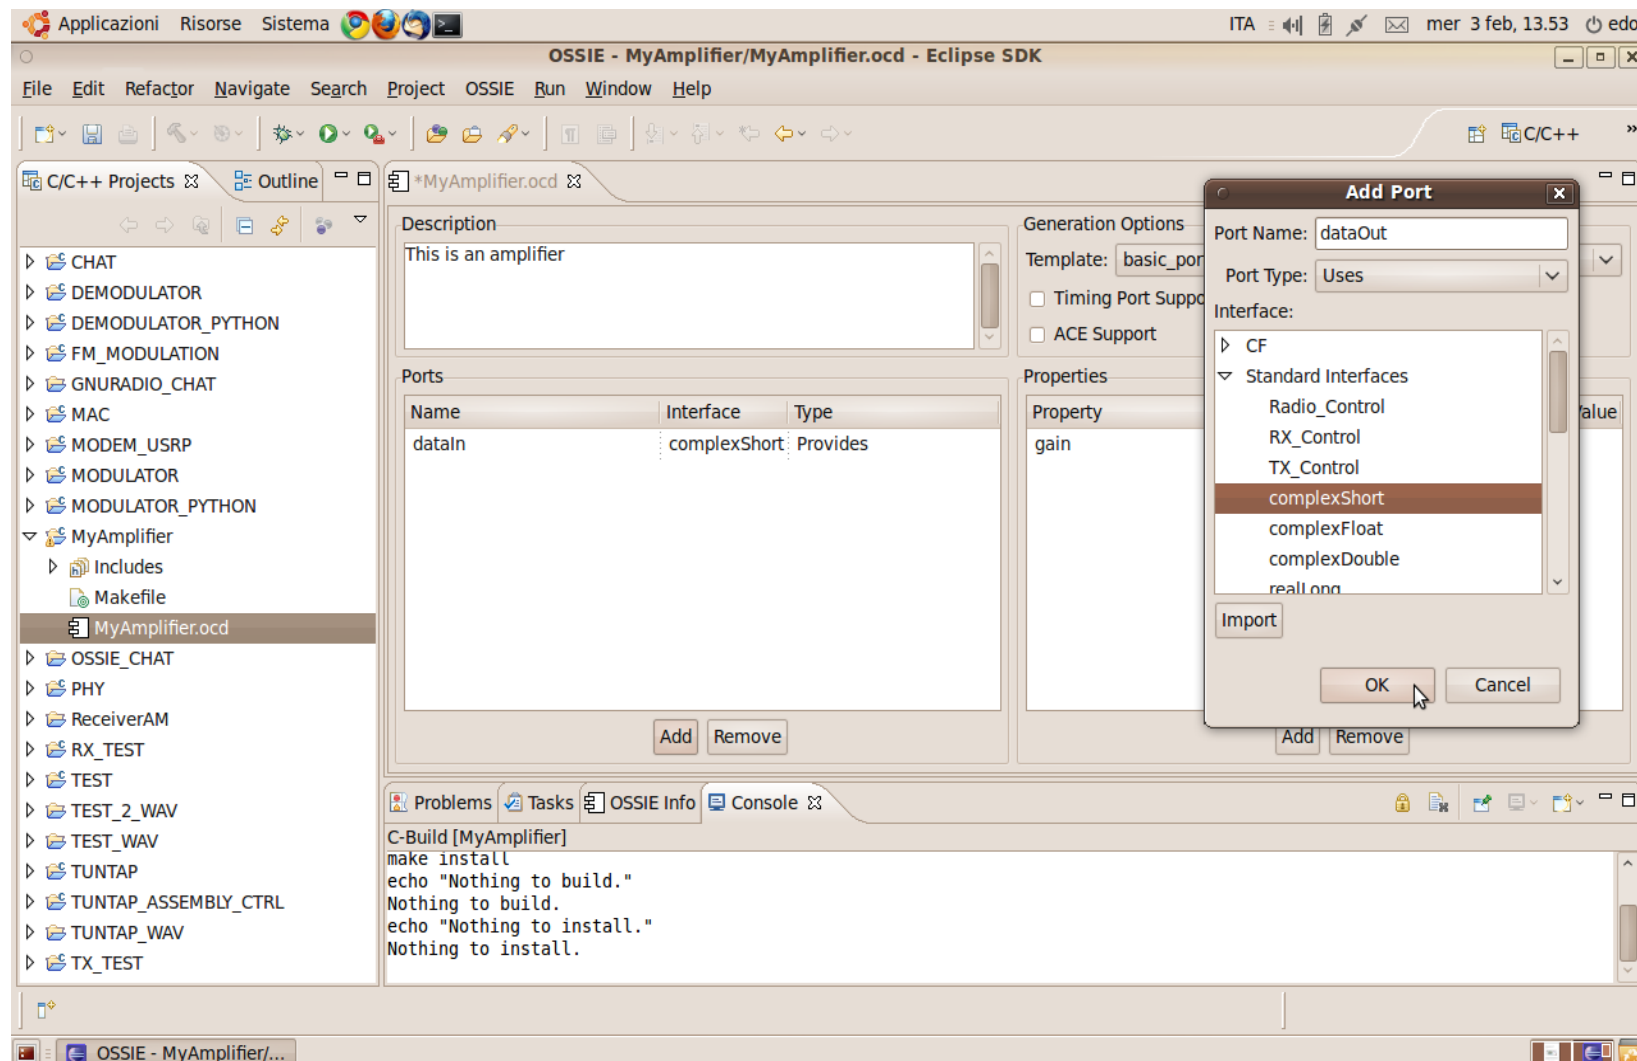 Applicazioni Risorse Sistema ITA mer 3 feb, 13.53 edo
OSSIE - MyAmplifier/MyAmplifier.ocd - Eclipse SDK
File Edit Refactor Navigate Search Project OSSIE Run Window Help
C/C++ »
C/C++ Projects Outline
*MyAmplifier.ocd
CHAT
DEMODULATOR
DEMODULATOR_PYTHON
FM_MODULATION
GNURADIO_CHAT
MAC
MODEM_USRP
MODULATOR
MODULATOR_PYTHON
MyAmplifier
Includes
Makefile
MyAmplifier.ocd
OSSIE_CHAT
PHY
ReceiverAM
RX_TEST
TEST
TEST_2_WAV
TEST_WAV
TUNTAP
TUNTAP_ASSEMBLY_CTRL
TUNTAP_WAV
TX_TEST
Description
This is an amplifier
Generation Options
Template: basic_por
Timing Port Suppo
ACE Support
Ports
Name Interface Type
dataIn complexShort Provides
Add Remove
Properties
Property alue
gain
Add Remove
Add Port
Port Name: dataOut
Port Type: Uses
Interface:
CF
Standard Interfaces
Radio_Control
RX_Control
TX_Control
complexShort
complexFloat
complexDouble
realLong
Import
OK Cancel
Problems Tasks OSSIE Info Console
C-Build [MyAmplifier]
make install
echo "Nothing to build."
Nothing to build.
echo "Nothing to install."
Nothing to install.
OSSIE - MyAmplifier/...